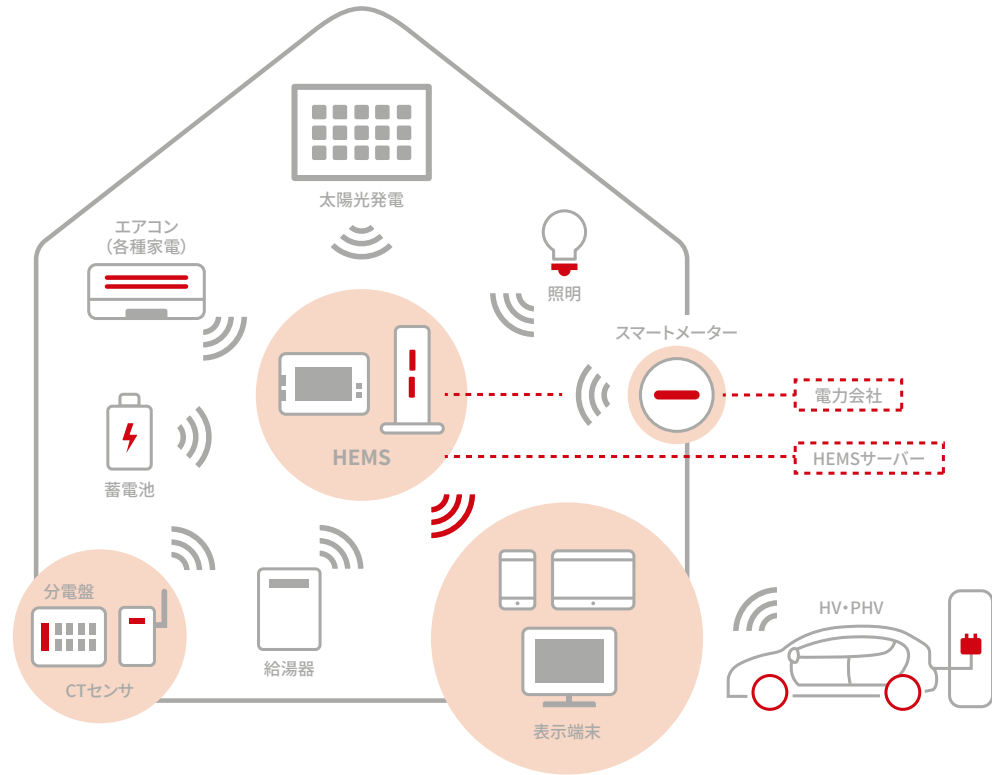 太陽光発電
エアコン
（各種家電）
照明
スマートメーター
電力会社
HEMS
HEMSサーバー
蓄電池
分電盤
CTセンサ
給湯器
表示端末
HV・PHV